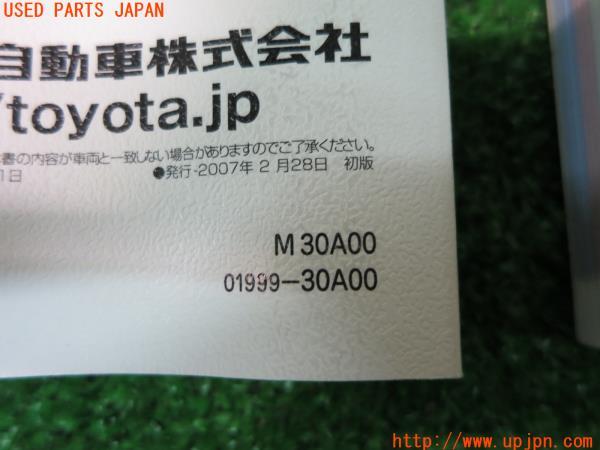 USED PARTS JAPAN
自動車株式会社
/toyota.jp
書の内容が車両と一致しない場合がありますのでご了承ください。
1日 ●発行-2007年 2月28日 初版
M 30A00
01999-30A00
http://www.upjpn.com/